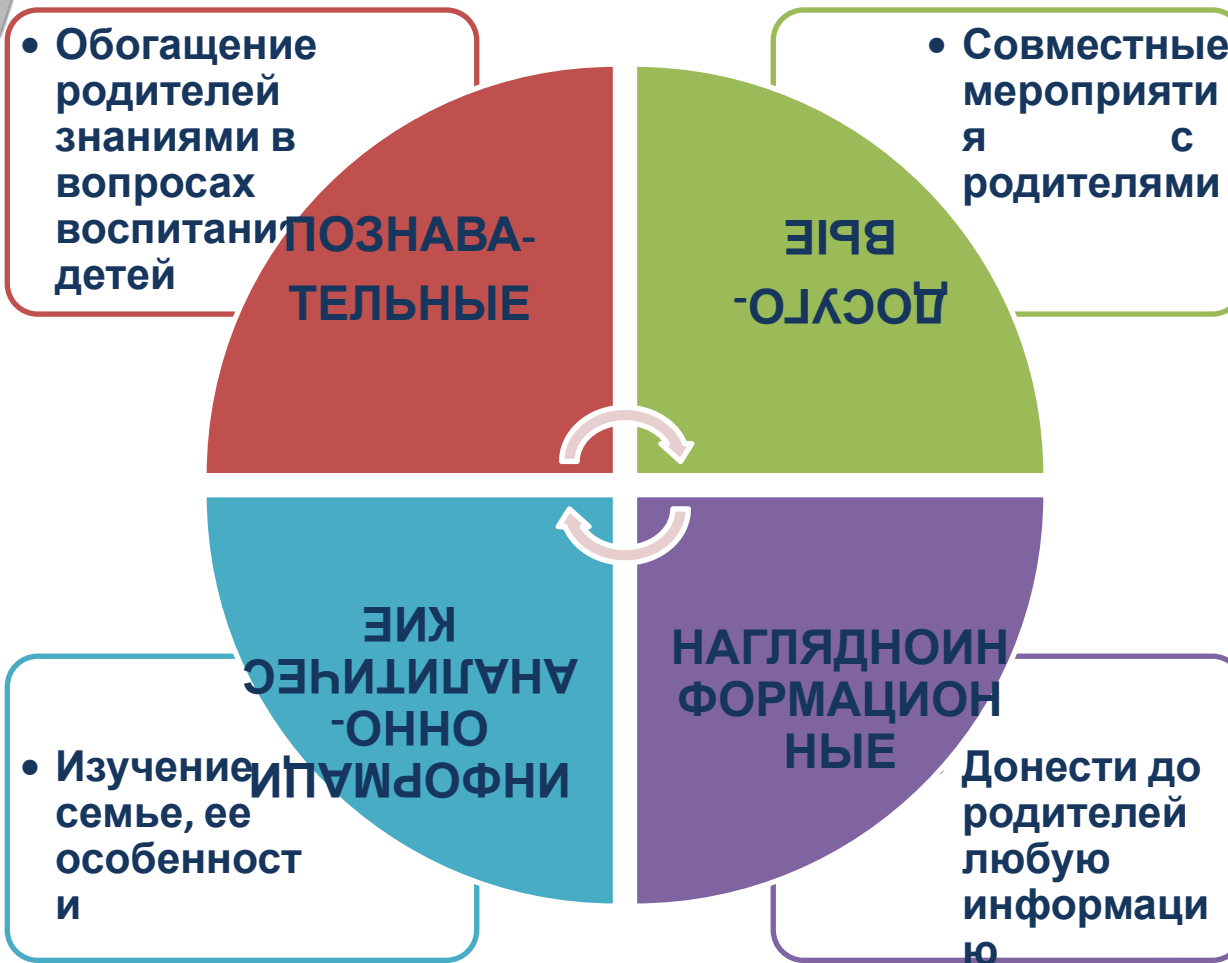 Обогащение
родителей
знаниями в
вопросах
воспитания
детей
ПОЗНАВА-
ТЕЛЬНЫЕ
Совместные
мероприяти
я с
родителями
ДОСУГО-
ВЫЕ
Изучение
семье, ее
особенност
и
ИНФОРМАЦИ
ОННО-
АНАЛИТИЧЕС
КИЕ
НАГЛЯДНОИН
ФОРМАЦИОН
НЫЕ
Донести до
родителей
любую
информаци
ю